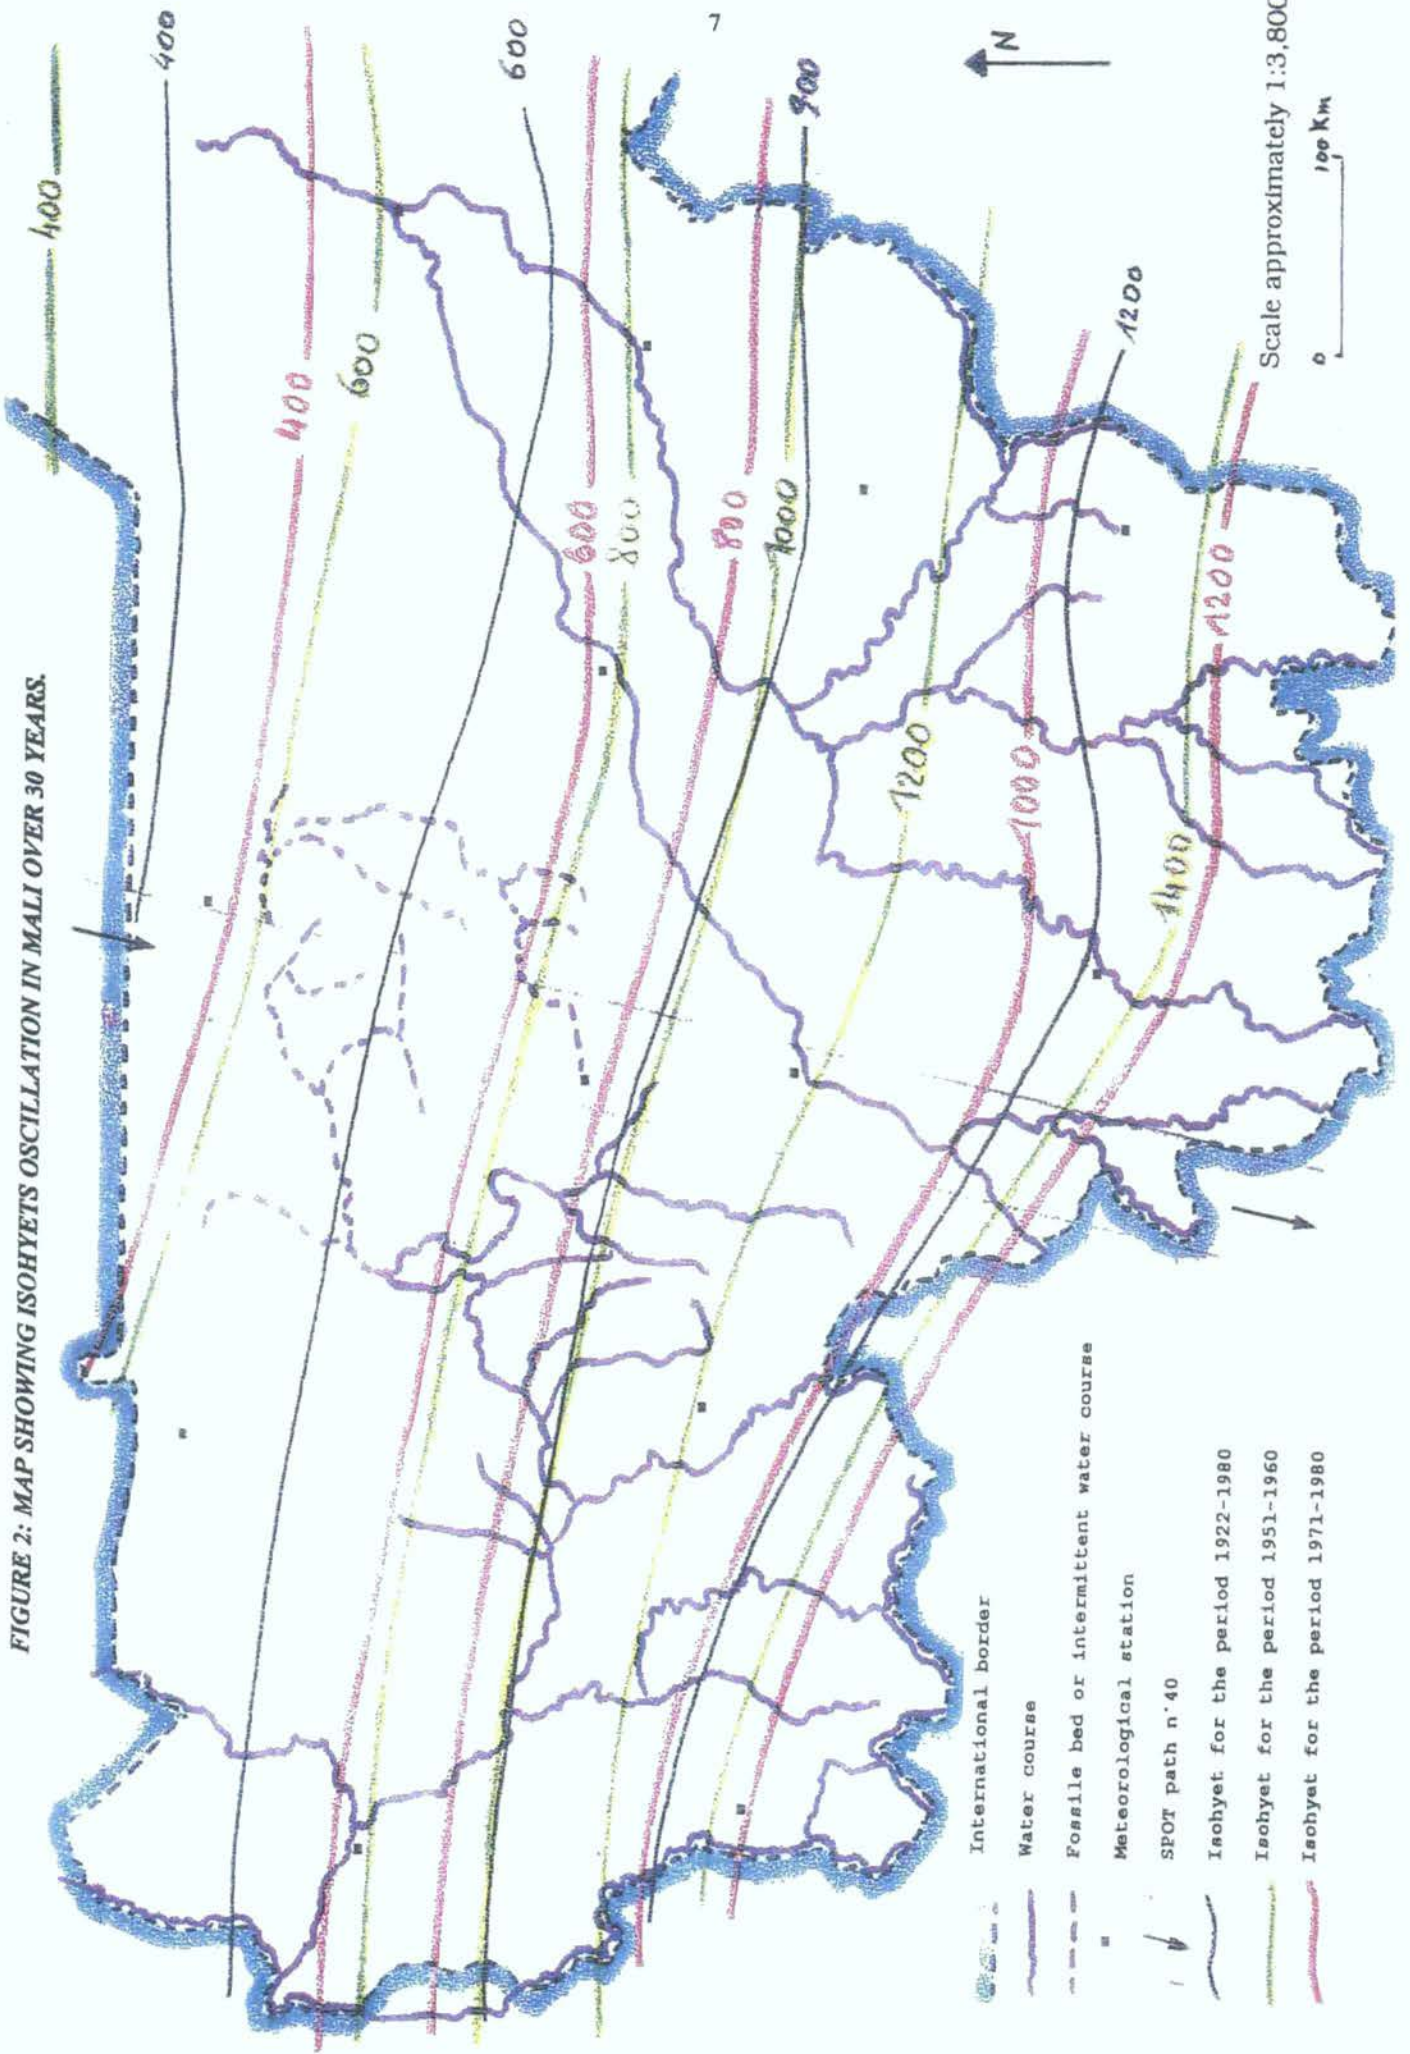 7
FIGURE 2: MAP SHOWING ISOHYETS OSCILLATION IN MALI OVER 30 YEARS.
400
400
400
600
600
600
800
800
900
1000
1200
1000
1200
1400
1200
N
Scale approximately 1:3,800
0 100 Km
International border
Water course
Fossile bed or intermittent water course
Meteorological station
SPOT path n°40
Isohyet for the period 1922-1980
Isohyet for the period 1951-1960
Isohyet for the period 1971-1980